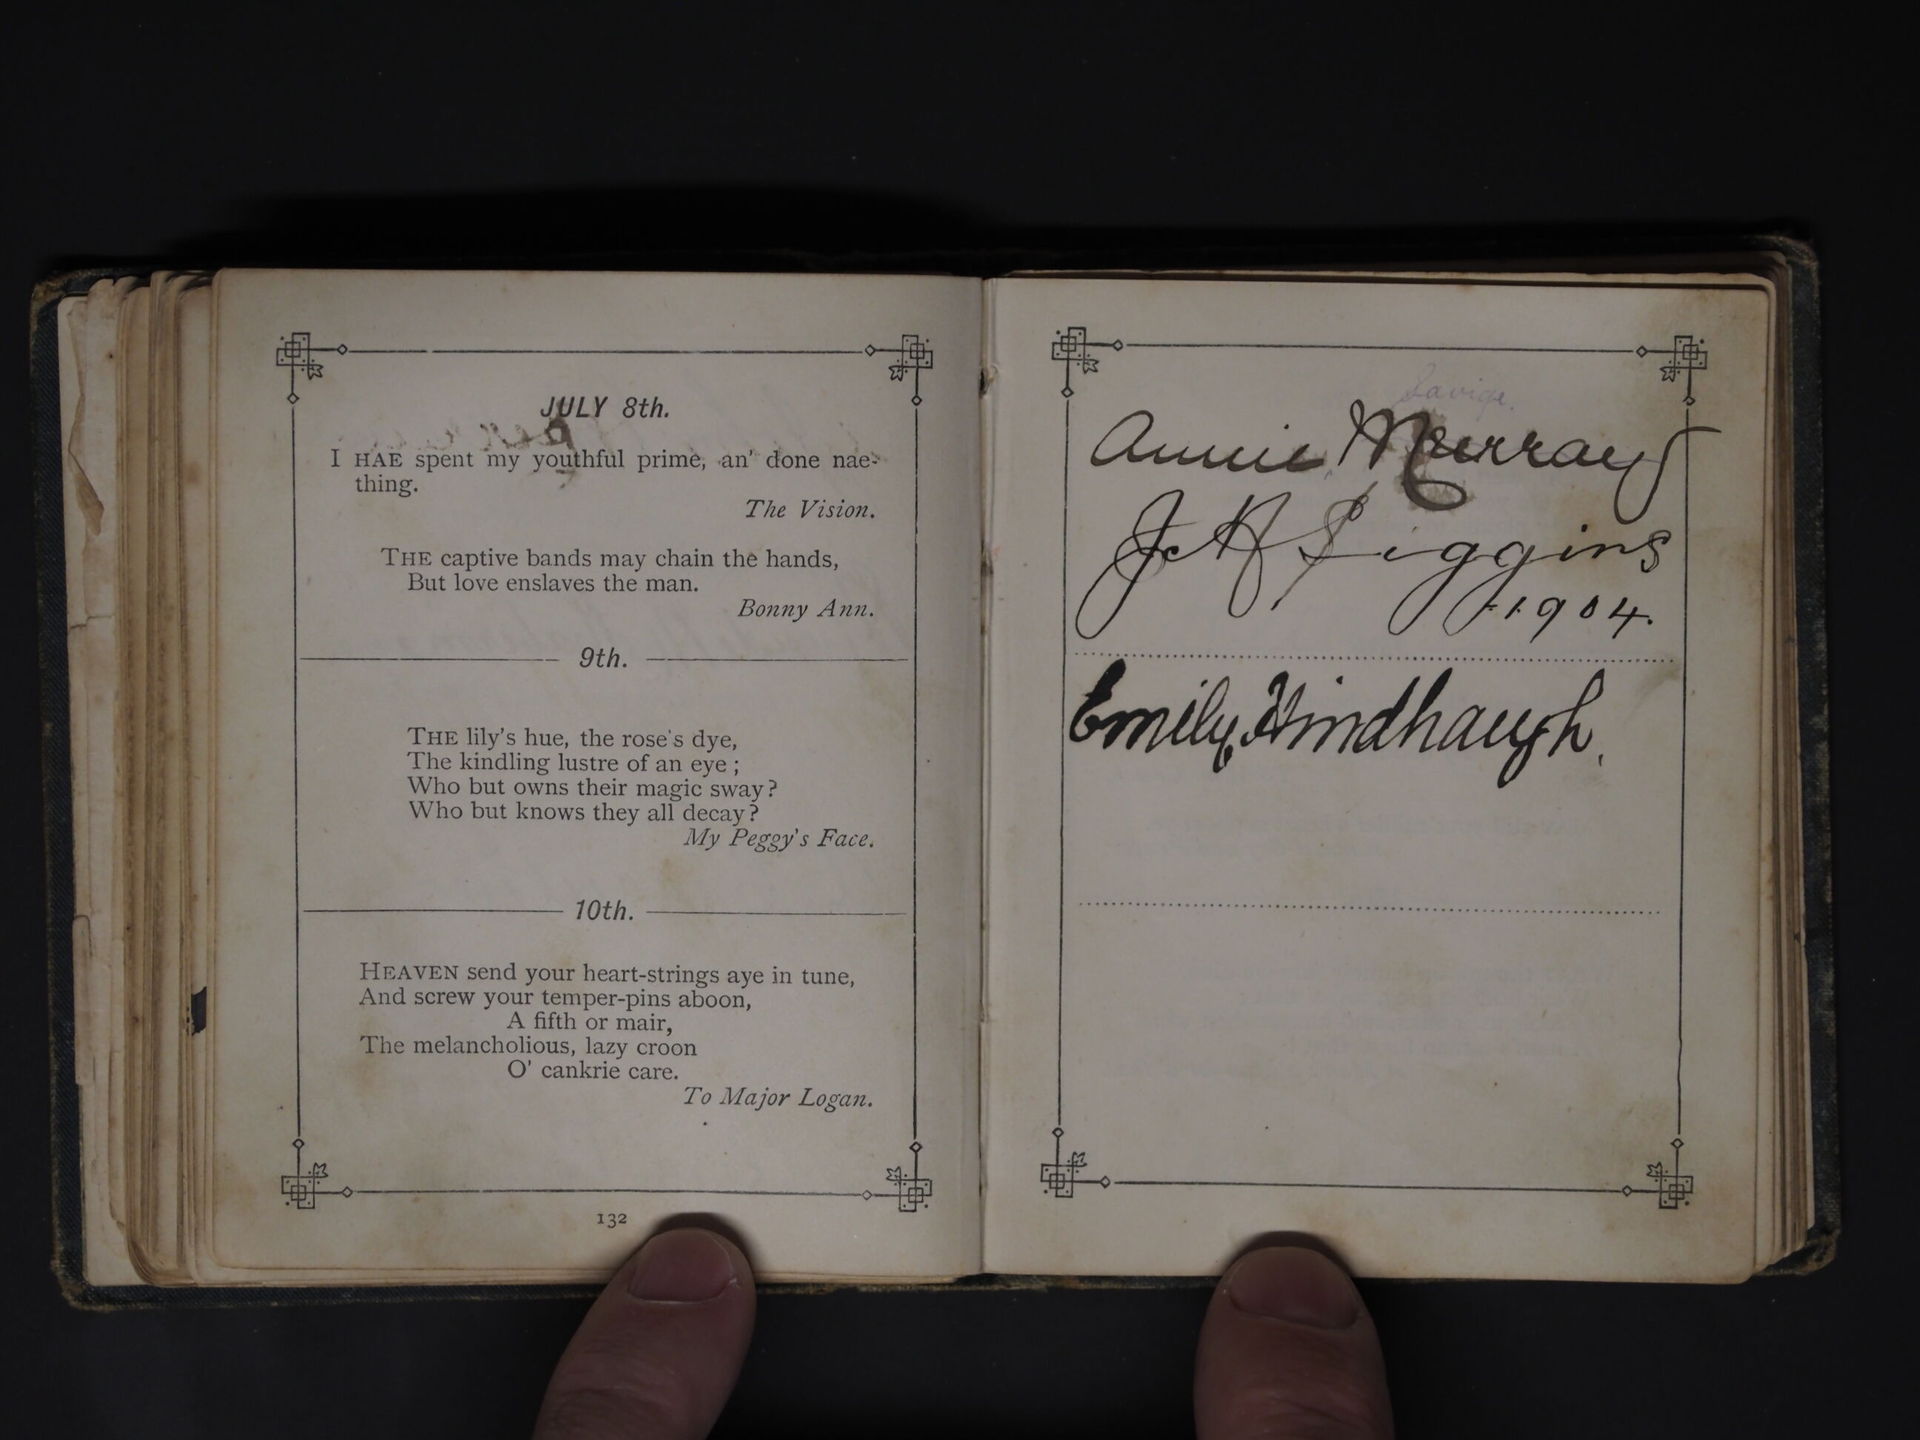 JULY 8th.
I HAE spent my youthful prime, an' done nae-
thing.
The Vision.
THE captive bands may chain the hands,
But love enslaves the man.
Bonny Ann.
9th.
THE lily's hue, the rose's dye,
The kindling lustre of an eye ;
Who but owns their magic sway?
Who but knows they all decay?
My Peggy's Face.
10th.
HEAVEN send your heart-strings aye in tune,
And screw your temper-pins aboon,
A fifth or mair,
The melancholious, lazy croon
O' cankrie care.
To Major Logan.
132
Savige.
Annie Murray
J A Siggins
1904.
Emily Hindhaugh.